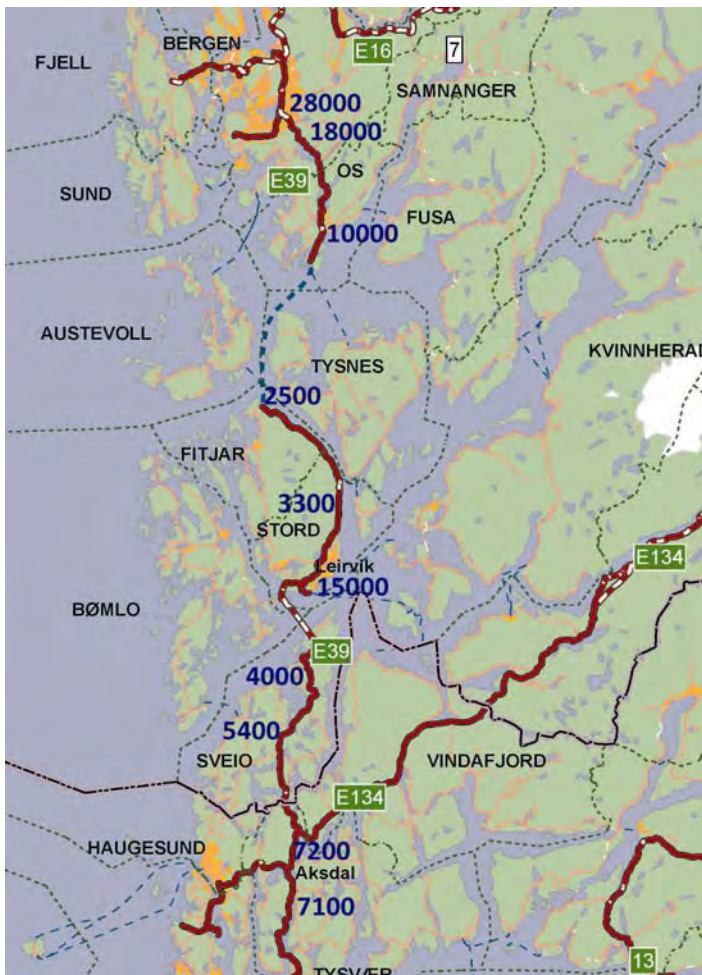 BERGEN
E16
7
FJELL
SAMNANGER
28000
18000
OS
E39
SUND
FUSA
10000
AUSTEVOLL
TYSNES
KVINNHERAD
2500
FITJAR
3300
STORD
Leirvik
15000
E134
BØMLO
E39
4000
5400
SVEIO
VINDAFJORD
E134
HAUGESUND
7200
Aksdal
7100
13
TYSVÆR